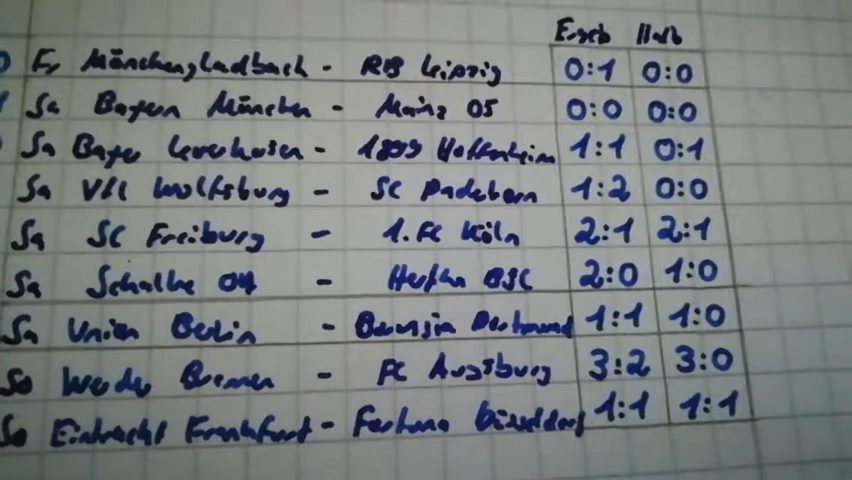 Ergb Halb
Fr Mönchengladbach - RB Leipzig 0:1 0:0
Sa Bayern München - Mainz 05 0:0 0:0
Sa Bayer Leverkusen - 1899 Hoffenheim 1:1 0:1
Sa VfL Wolfsburg - SC Paderborn 1:2 0:0
Sa SC Freiburg - 1. FC Köln 2:1 2:1
Sa Schalke 04 - Hertha BSC 2:0 1:0
Sa Union Berlin - Borussia Dortmund 1:1 1:0
So Werder Bremen - FC Augsburg 3:2 3:0
So Eintracht Frankfurt - Fortuna Düsseldorf 1:1 1:1